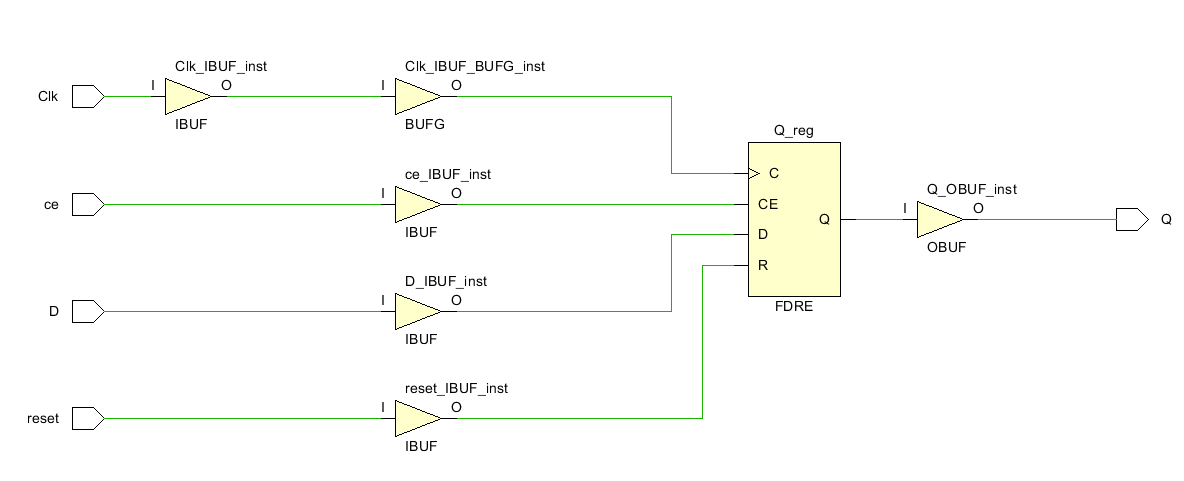 Clk_IBUF_inst
Clk_IBUF_BUFG_inst
I
O
I
O
Clk
IBUF
BUFG
Q_reg
ce_IBUF_inst
C
I
O
Q_OBUF_inst
ce
CE
I
O
IBUF
Q
Q
D
OBUF
R
D_IBUF_inst
I
O
FDRE
D
IBUF
reset_IBUF_inst
I
O
reset
IBUF